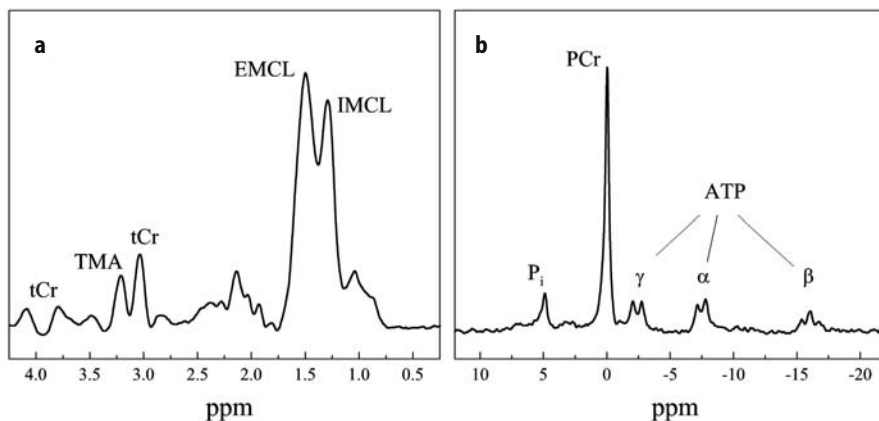 a
EMCL
IMCL
tCr
TMA
tCr
4.0 3.5 3.0 2.5 2.0 1.5 1.0 0.5
ppm
b
PCr
ATP
Pi
γ α β
10 5 0 -5 -10 -15 -20
ppm